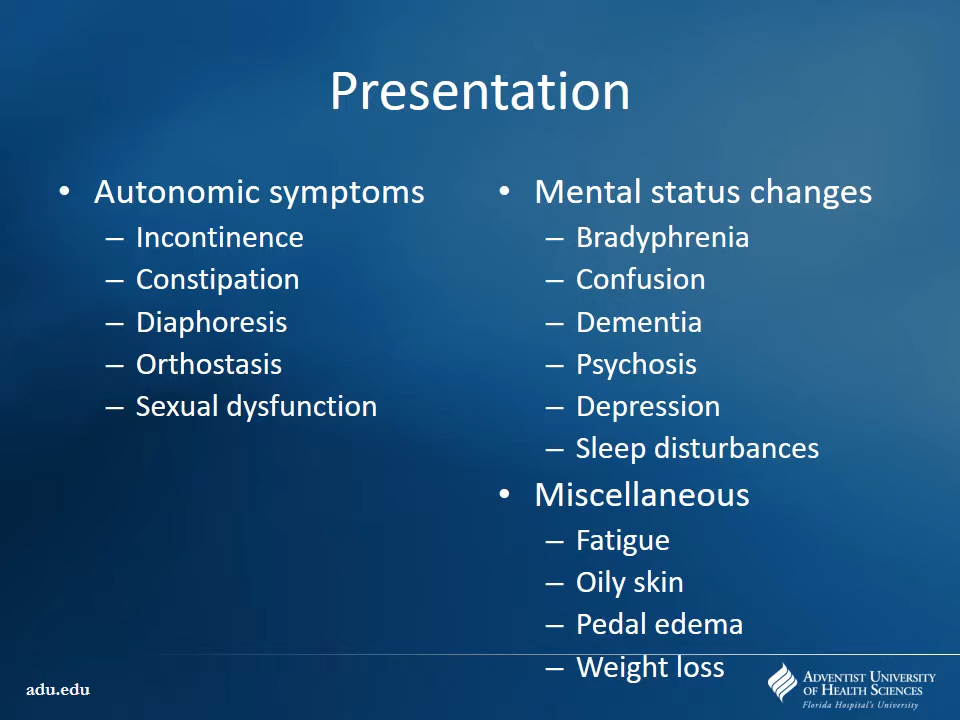 Presentation
• Autonomic symptoms
– Incontinence
– Constipation
– Diaphoresis
– Orthostasis
– Sexual dysfunction
• Mental status changes
– Bradyphrenia
– Confusion
– Dementia
– Psychosis
– Depression
– Sleep disturbances
• Miscellaneous
– Fatigue
– Oily skin
– Pedal edema
– Weight loss
adu.edu
ADVENTIST UNIVERSITY
OF HEALTH SCIENCES
Florida Hospital's University